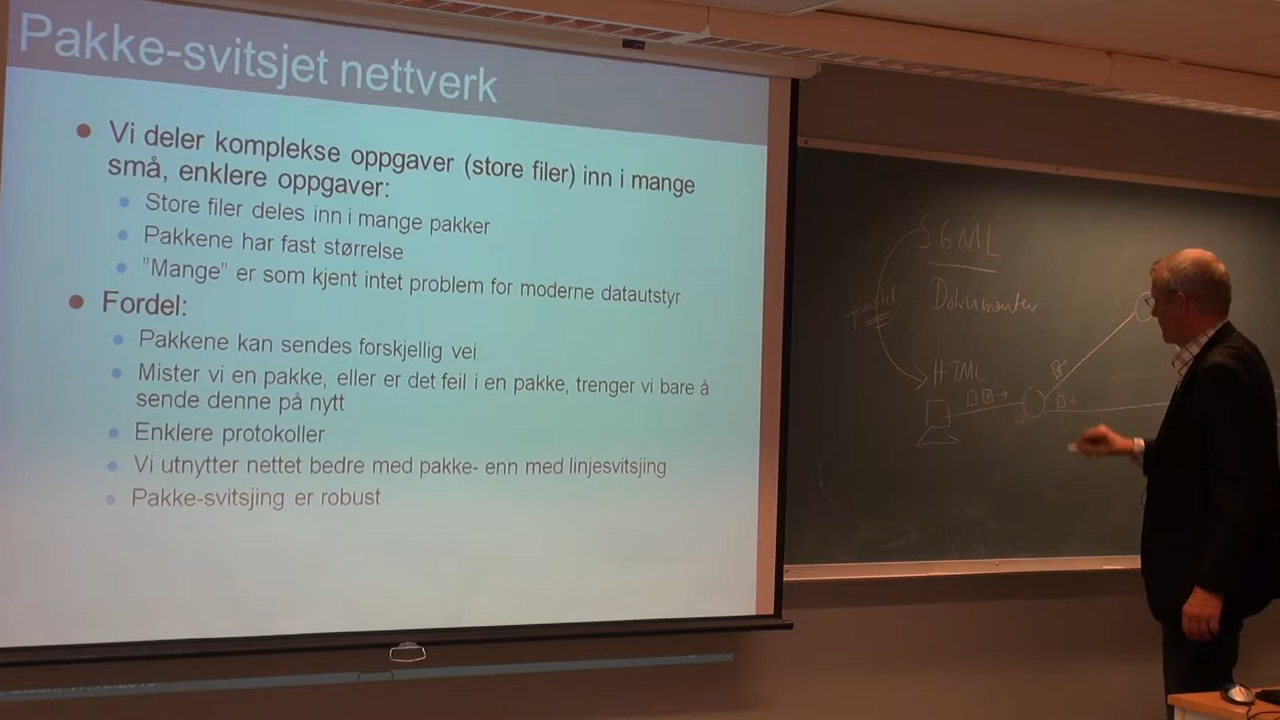 Pakke-svitsjet nettverk
Vi deler komplekse oppgaver (store filer) inn i mange
små, enklere oppgaver:
Store filer deles inn i mange pakker
Pakkene har fast størrelse
"Mange" er som kjent intet problem for moderne datautstyr
Fordel:
Pakkene kan sendes forskjellig vei
Mister vi en pakke, eller er det feil i en pakke, trenger vi bare å
sende denne på nytt
Enklere protokoller
Vi utnytter nettet bedre med pakke- enn med linjesvitsjing
Pakke-svitsjing er robust
SGML
Dokumenter
HTML